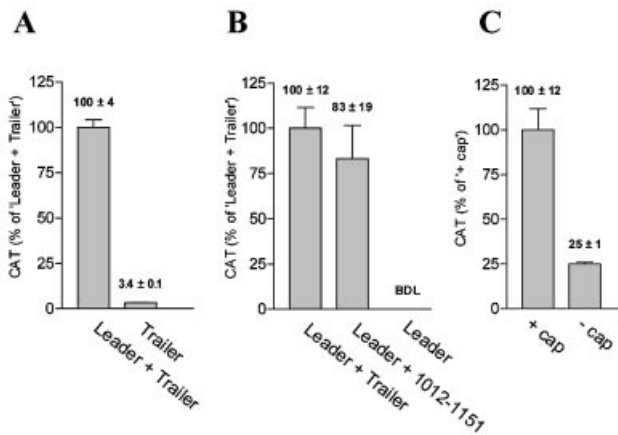 A
CAT (% of 'Leader + Trailer')
125
100
75
50
25
0
100 ± 4
3.4 ± 0.1
Leader + Trailer
Trailer
B
CAT (% of 'Leader + Trailer')
125
100
75
50
25
0
100 ± 12
83 ± 19
BDL
Leader + Trailer
Leader + 1012-1151
Leader
C
CAT (% of '+ cap')
125
100
75
50
25
0
100 ± 12
25 ± 1
+ cap
- cap